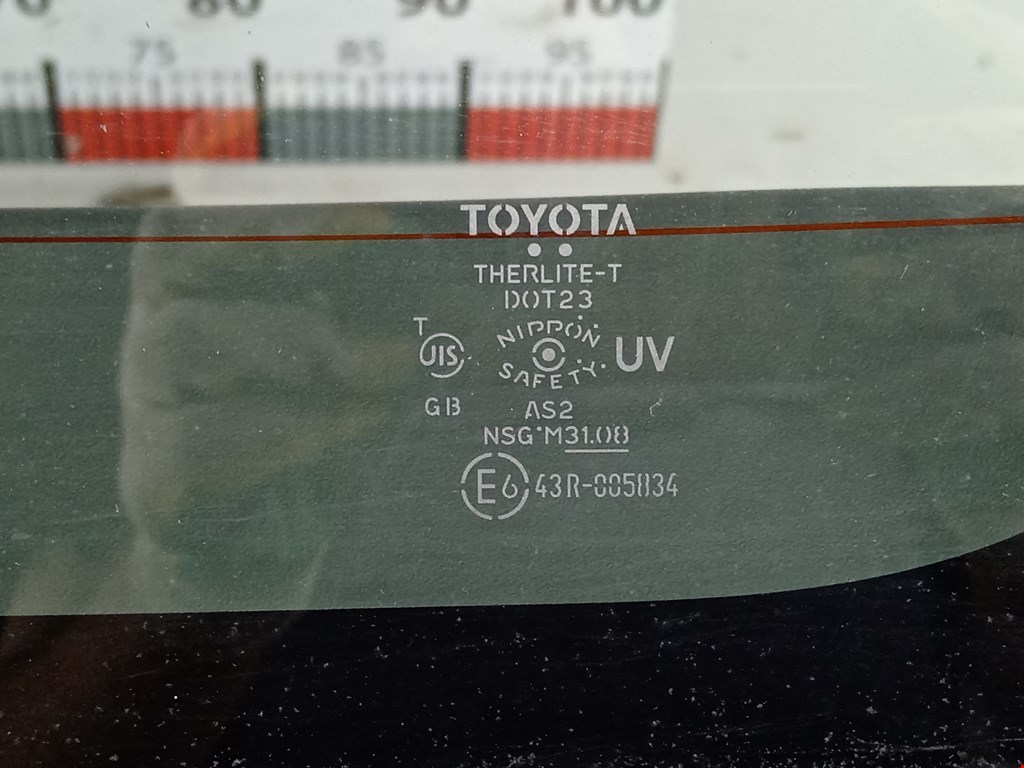 70 80 90 100
75 85 95
TOYOTA
THERLITE-T
DOT23
T
JIS
NIPPON
SAFETY
UV
GB AS2
NSG M31.08
E6 43R-005834